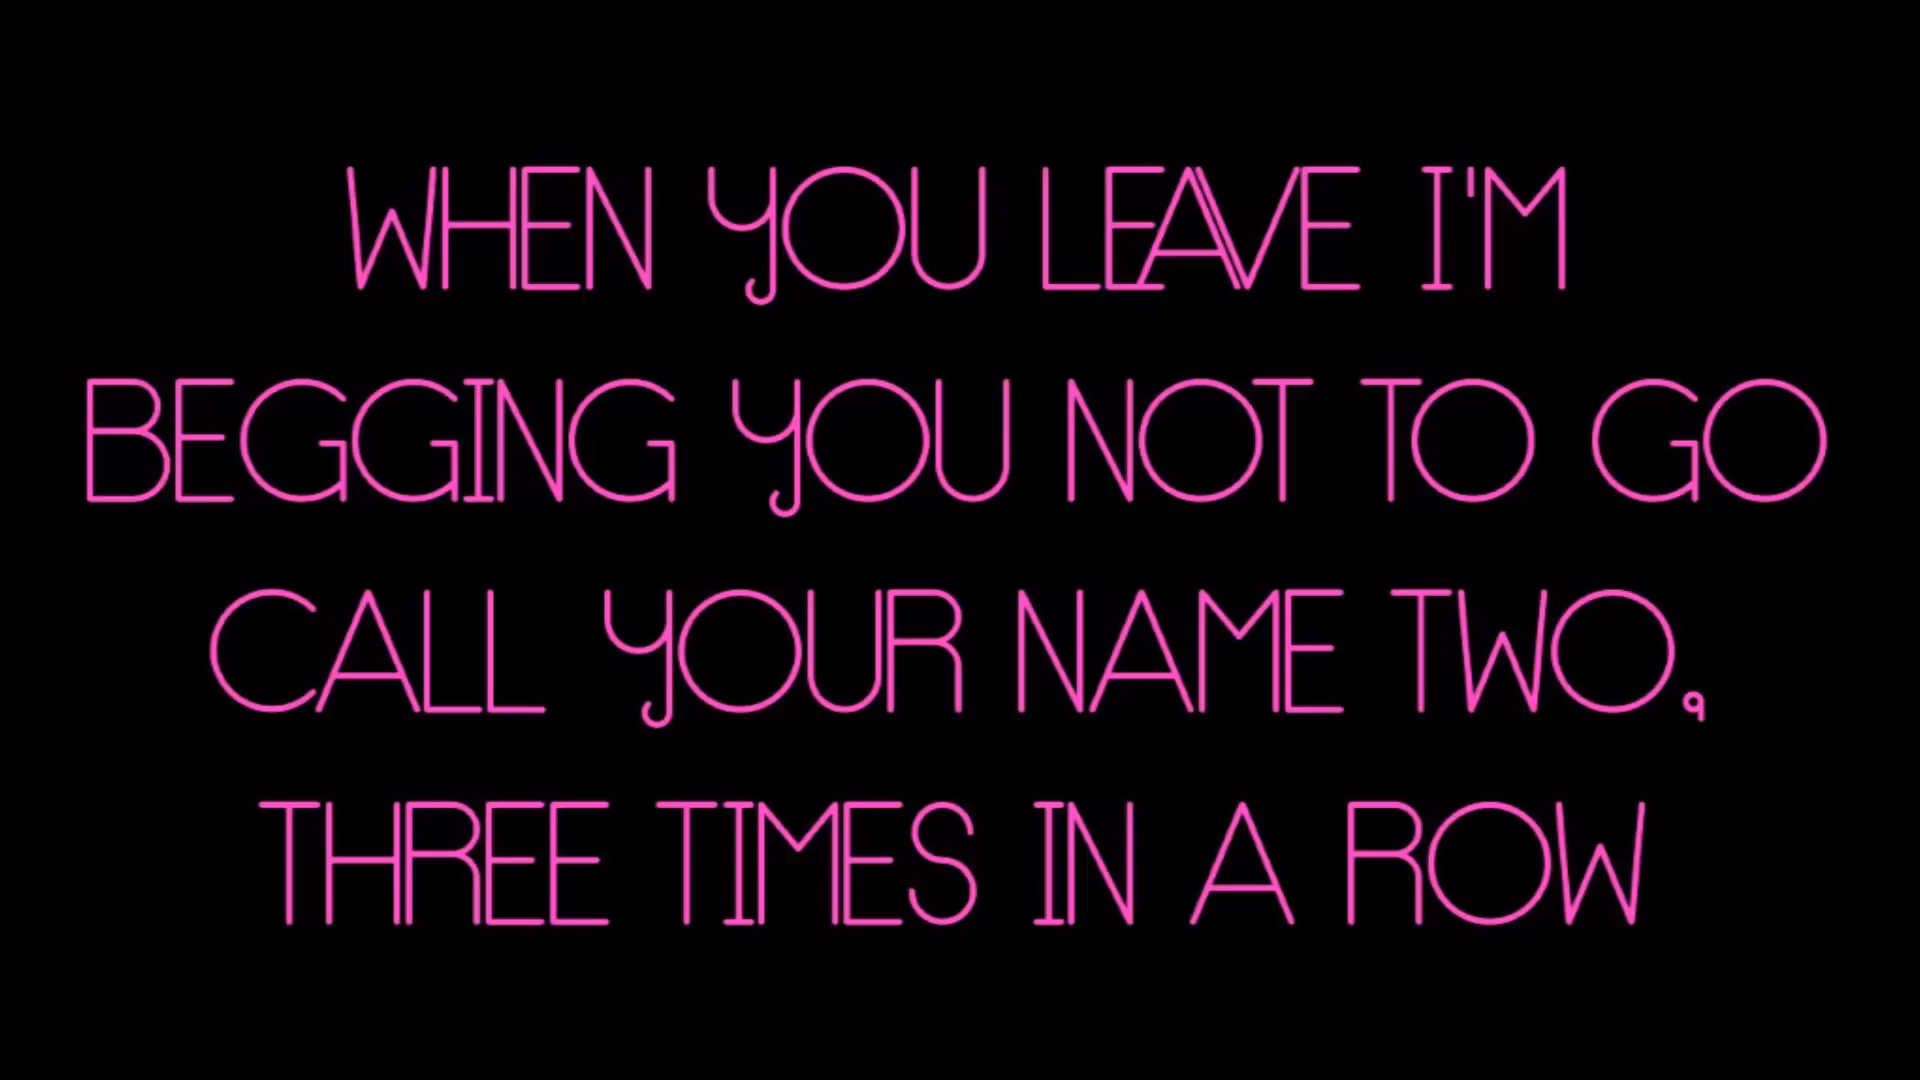 WHEN YOU LEAVE I'M
BEGGING YOU NOT TO GO
CALL YOUR NAME TWO,
THREE TIMES IN A ROW